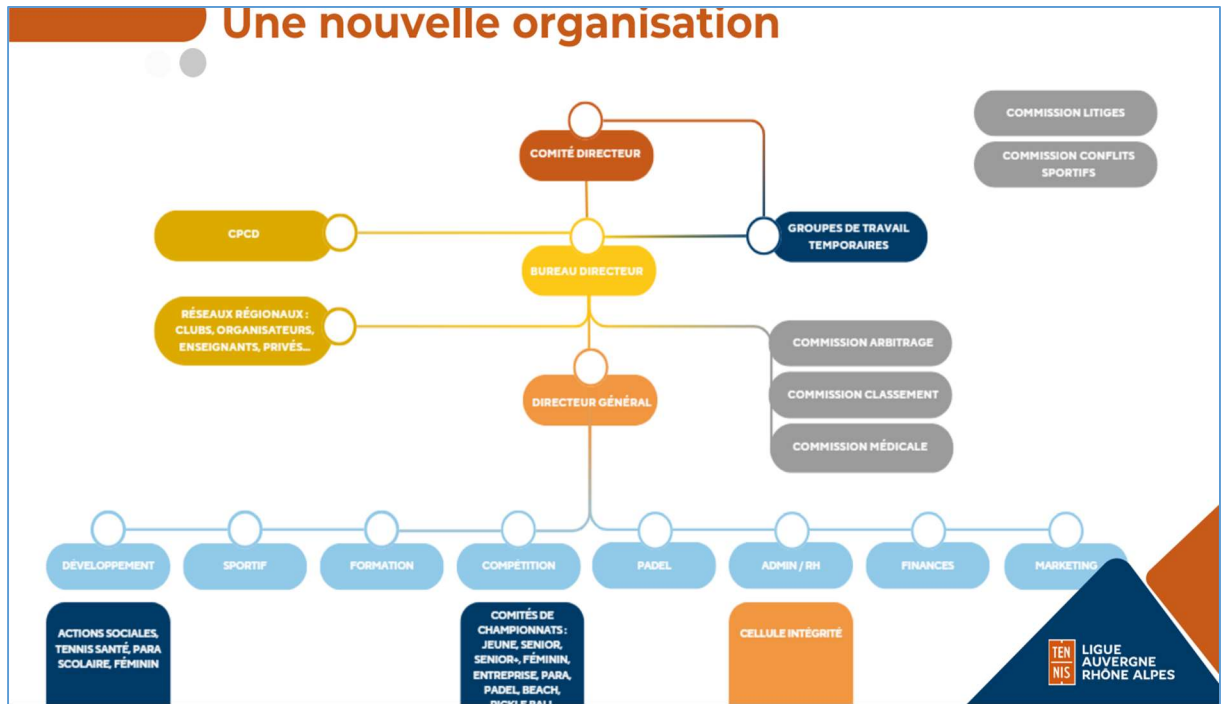 Une nouvelle organisation
COMMISSION LITIGES
COMMISSION CONFLITS
SPORTIFS
COMITÉ DIRECTEUR
CPCD
GROUPES DE TRAVAIL
TEMPORAIRES
BUREAU DIRECTEUR
RÉSEAUX RÉGIONAUX :
CLUBS, ORGANISATEURS,
ENSEIGNANTS, PRIVÉS...
COMMISSION ARBITRAGE
COMMISSION CLASSEMENT
COMMISSION MÉDICALE
DIRECTEUR GÉNÉRAL
DÉVELOPPEMENT
SPORTIF
FORMATION
COMPÉTITION
PADEL
ADMIN / RH
FINANCES
MARKETING
ACTIONS SOCIALES,
TENNIS SANTÉ, PARA
SCOLAIRE, FÉMININ
COMITÉS DE
CHAMPIONNATS :
JEUNE, SENIOR,
SENIOR+, FÉMININ,
ENTREPRISE, PARA,
PADEL, BEACH,
PICKLE BALL
CELLULE INTÉGRITÉ
TEN
NIS
LIGUE
AUVERGNE
RHÔNE ALPES